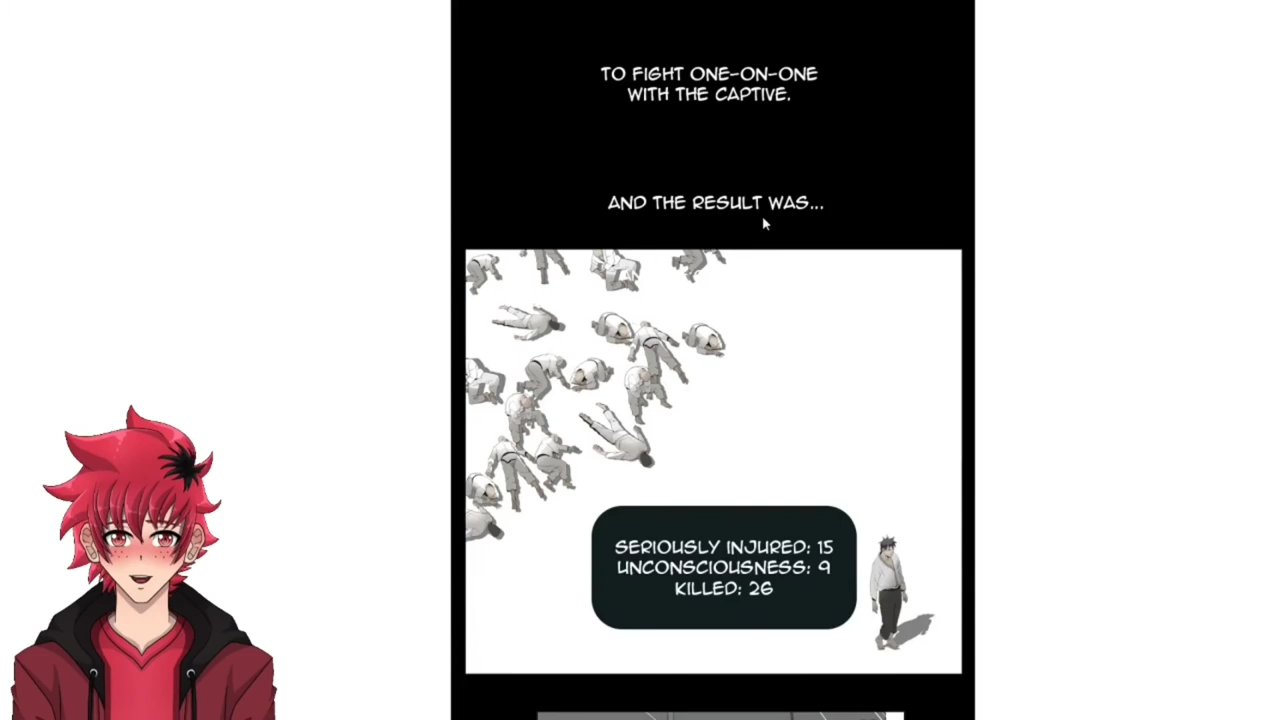 TO FIGHT ONE-ON-ONE
WITH THE CAPTIVE.
AND THE RESULT WAS...
SERIOUSLY INJURED: 15
UNCONSCIOUSNESS: 9
KILLED: 26